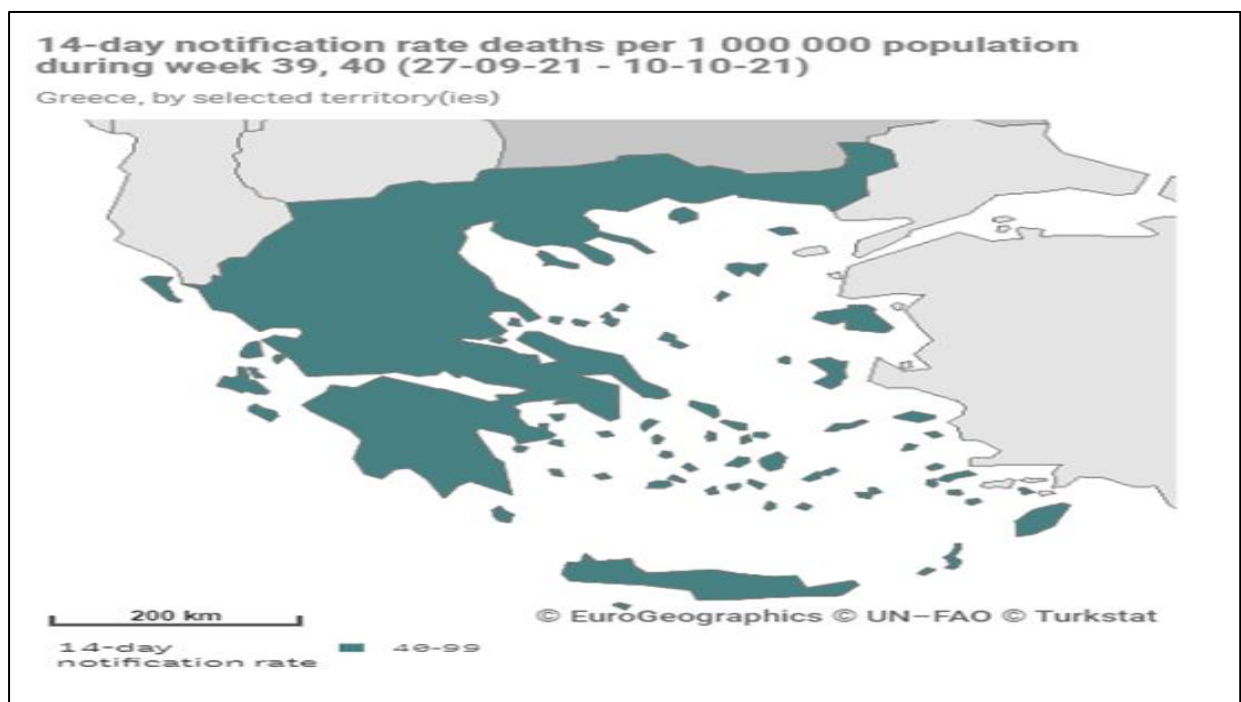 14-day notification rate deaths per 1 000 000 population
during week 39, 40 (27-09-21 - 10-10-21)
Greece, by selected territory(ies)
200 km
© EuroGeographics © UN-FAO © Turkstat
14-day
notification rate
40-99